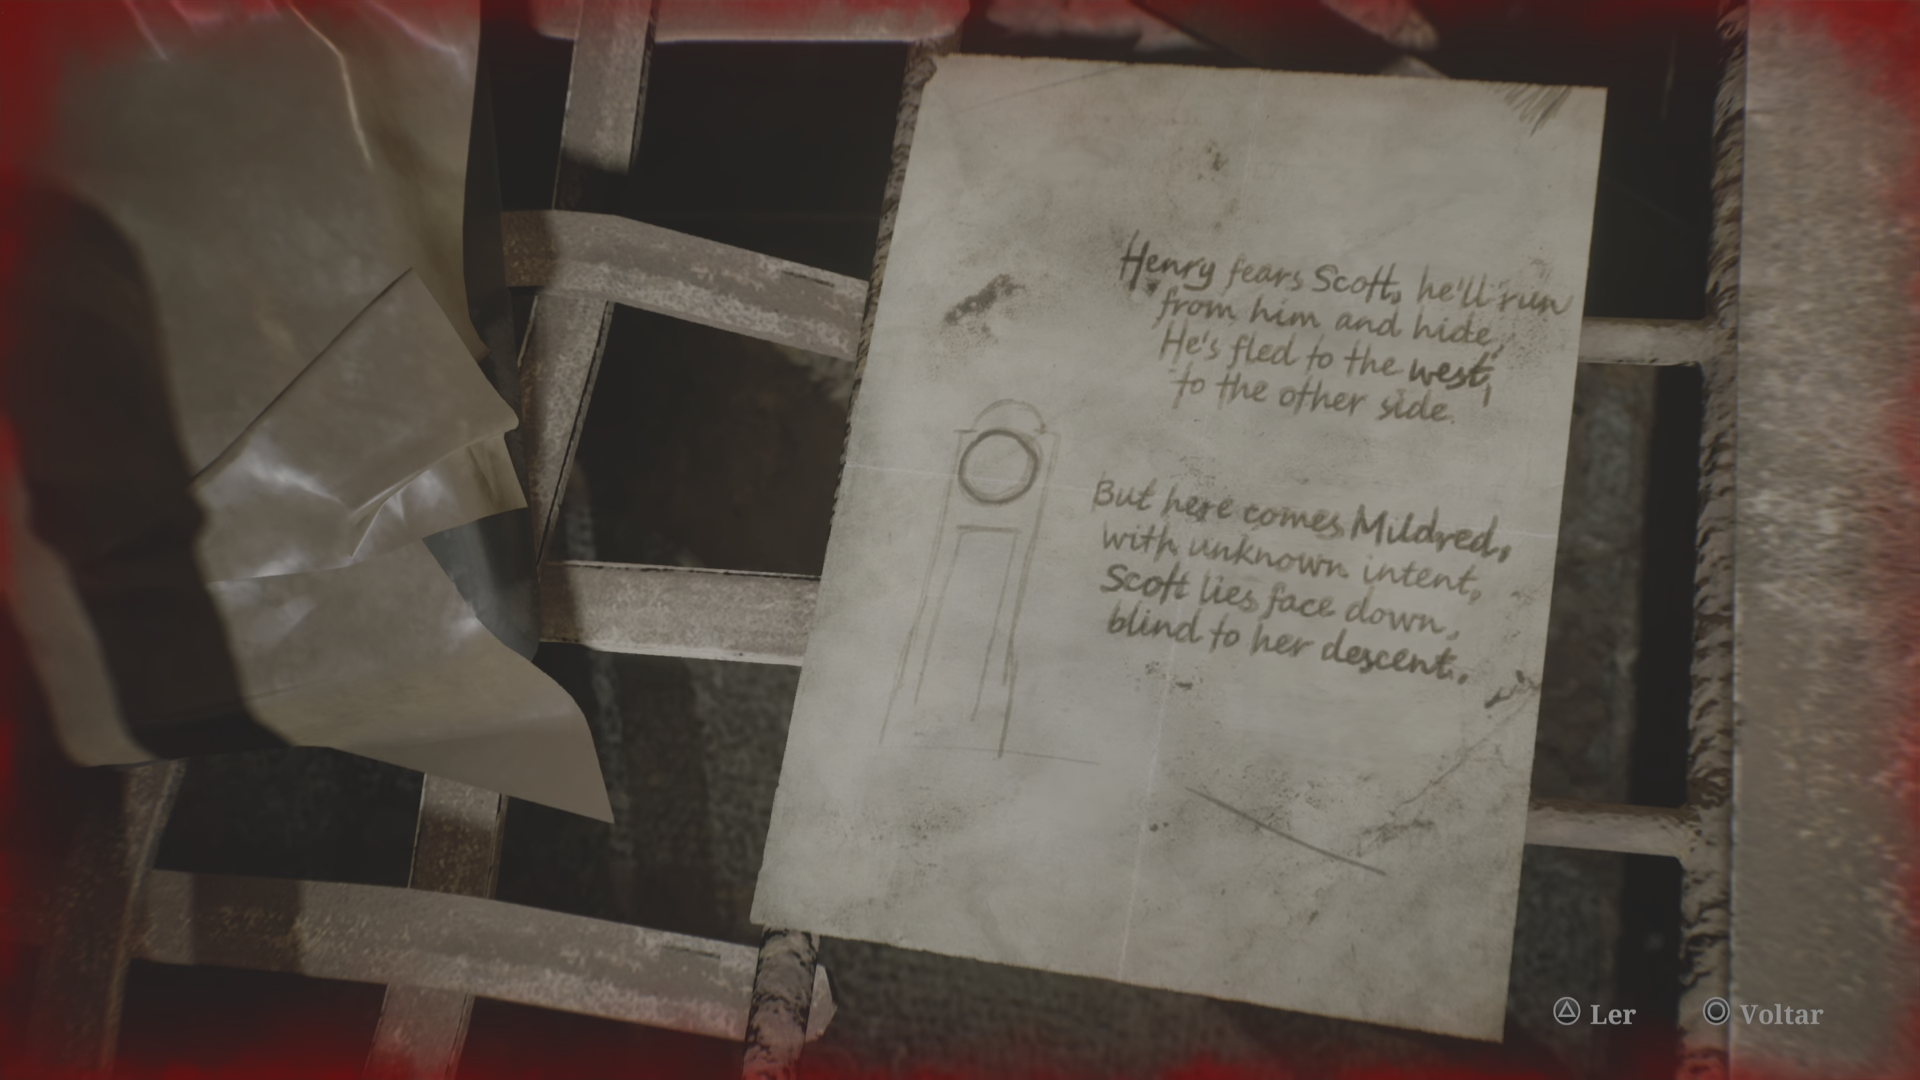 Henry fears Scott, he'll run
from him and hide,
He's fled to the west,
to the other side.
But here comes Mildred,
with unknown intent,
Scott lies face down,
blind to her descent.
Ler Voltar